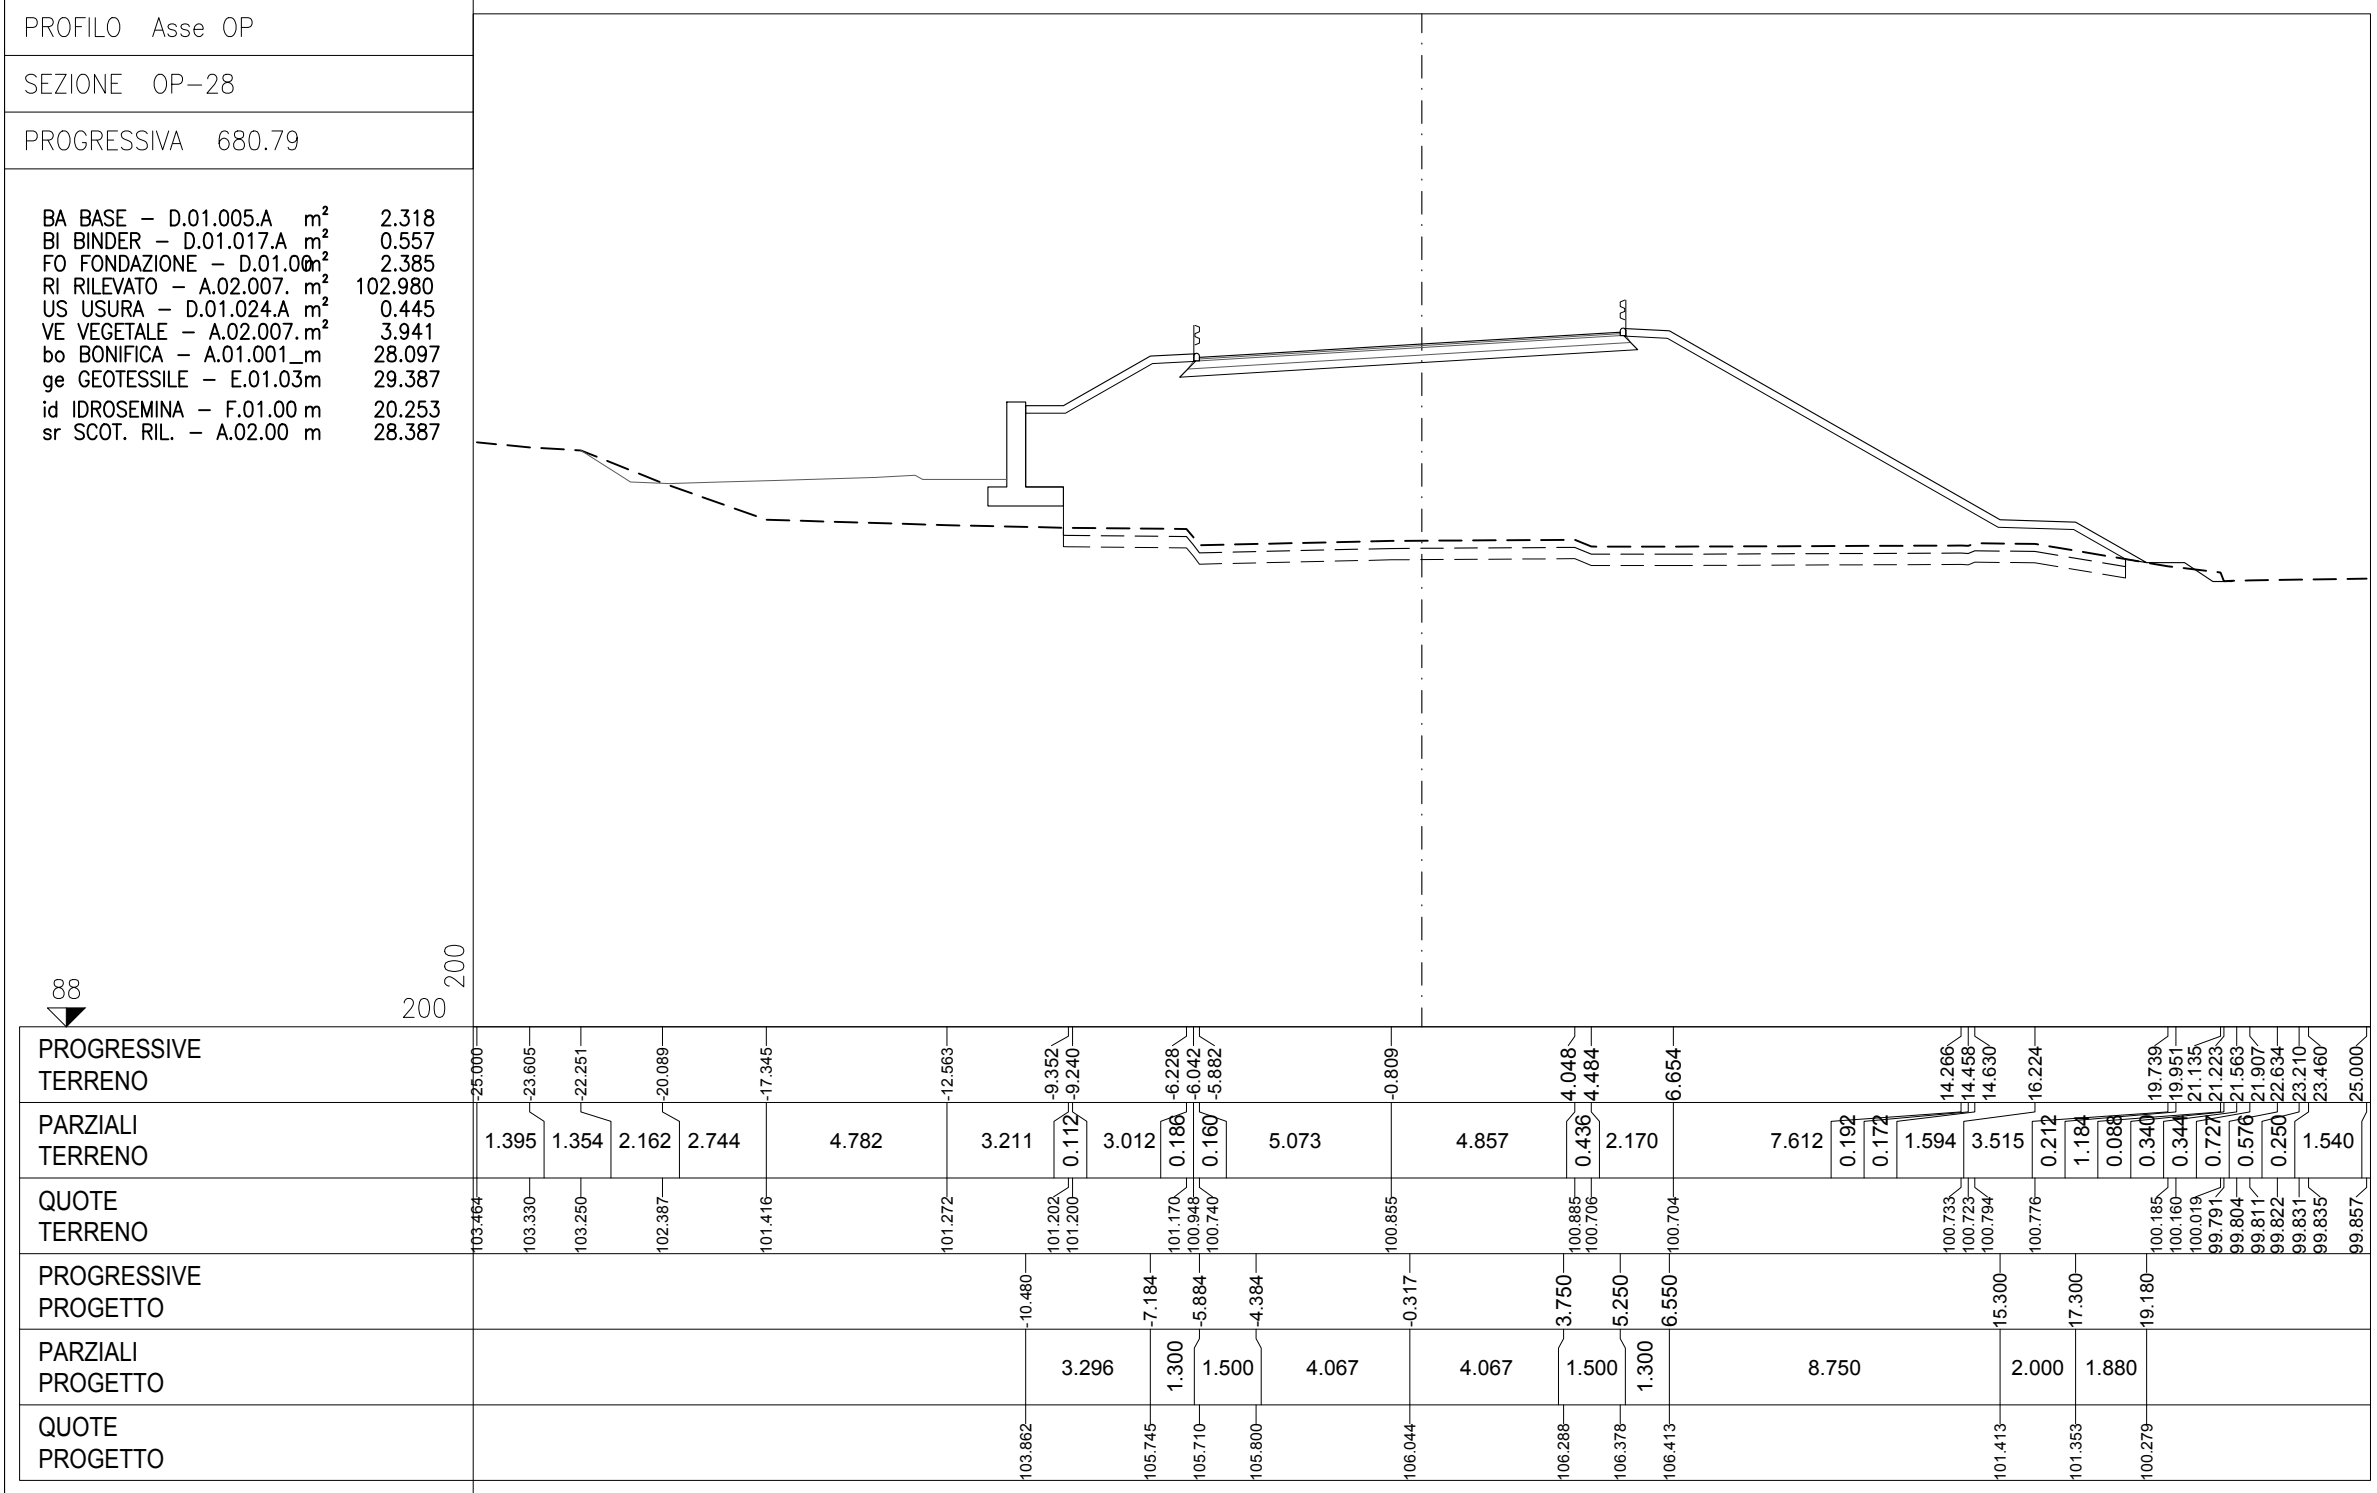 PROFILO Asse OP
SEZIONE OP-28
PROGRESSIVA 680.79
BA BASE - D.01.005.A m² 2.318
BI BINDER - D.01.017.A m² 0.557
FO FONDAZIONE - D.01.00 m² 2.385
RI RILEVATO - A.02.007. m² 102.980
US USURA - D.01.024.A m² 0.445
VE VEGETALE - A.02.007. m² 3.941
bo BONIFICA - A.01.001_m 28.097
ge GEOTESSILE - E.01.03m 29.387
id IDROSEMINA - F.01.00 m 20.253
sr SCOT. RIL. - A.02.00 m 28.387
200
88
200
PROGRESSIVE
TERRENO
-25.000 -23.605 -22.251 -20.089 -17.345 -12.563 -9.352 -9.240 -6.228 -6.042 -5.882 -0.809 4.048 4.484 6.654 14.266 14.458 14.630 16.224 19.739 19.951 21.135 21.223 21.563 21.907 22.634 23.210 23.460 25.000
PARZIALI
TERRENO
1.395 1.354 2.162 2.744 4.782 3.211 0.112 3.012 0.186 0.160 5.073 4.857 0.436 2.170 7.612 0.192 0.172 1.594 3.515 0.212 1.184 0.088 0.340 0.344 0.727 0.576 0.250 1.540
QUOTE
TERRENO
103.464 103.330 103.250 102.387 101.416 101.272 101.202 101.200 101.170 100.948 100.740 100.855 100.885 100.706 100.704 100.733 100.723 100.794 100.776 100.185 100.160 100.019 99.791 99.804 99.811 99.822 99.831 99.835 99.857
PROGRESSIVE
PROGETTO
-10.480 -7.184 -5.884 -4.384 -0.317 3.750 5.250 6.550 15.300 17.300 19.180
PARZIALI
PROGETTO
3.296 1.300 1.500 4.067 4.067 1.500 1.300 8.750 2.000 1.880
QUOTE
PROGETTO
103.862 105.745 105.710 105.800 106.044 106.288 106.378 106.413 101.413 101.353 100.279